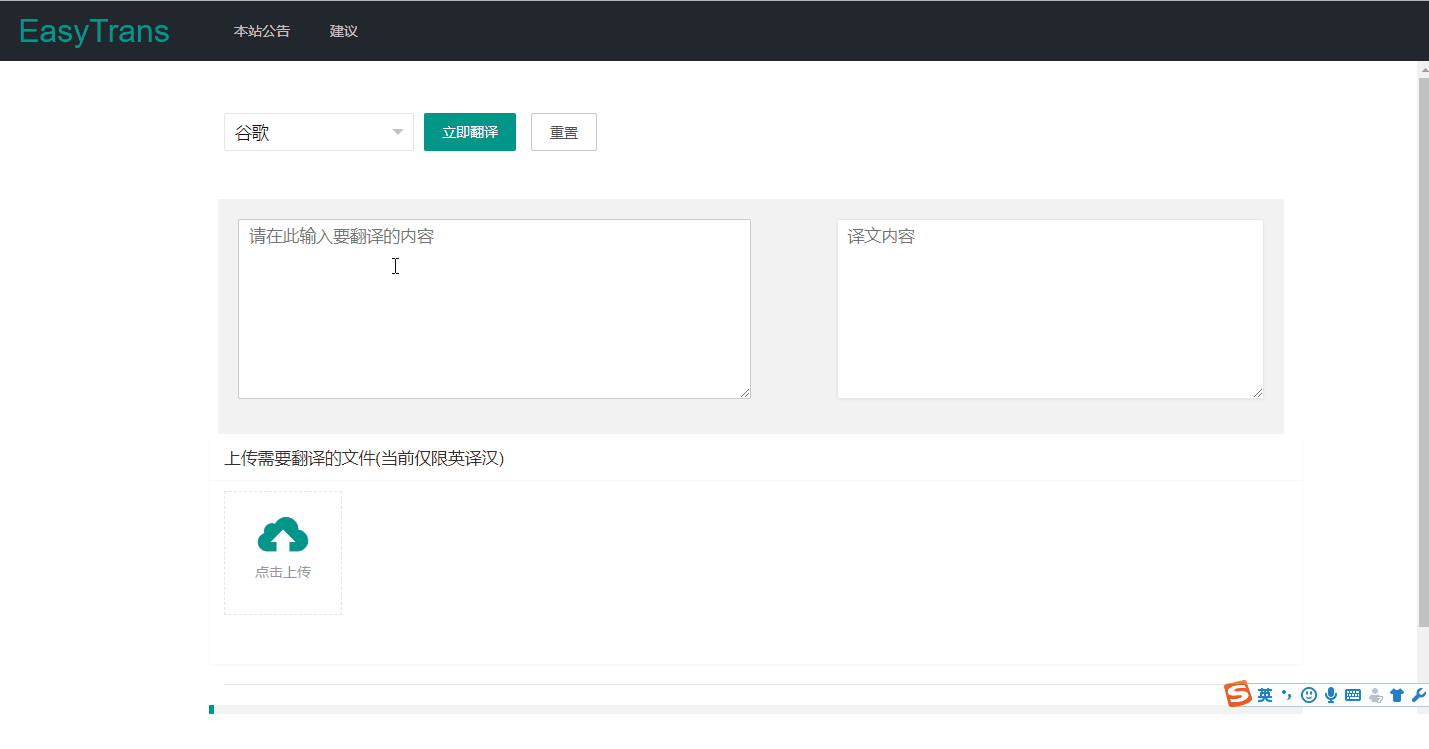 EasyTrans 本站公告 建议
谷歌 立即翻译 重置
请在此输入要翻译的内容 译文内容
上传需要翻译的文件(当前仅限英译汉)
点击上传
S 英